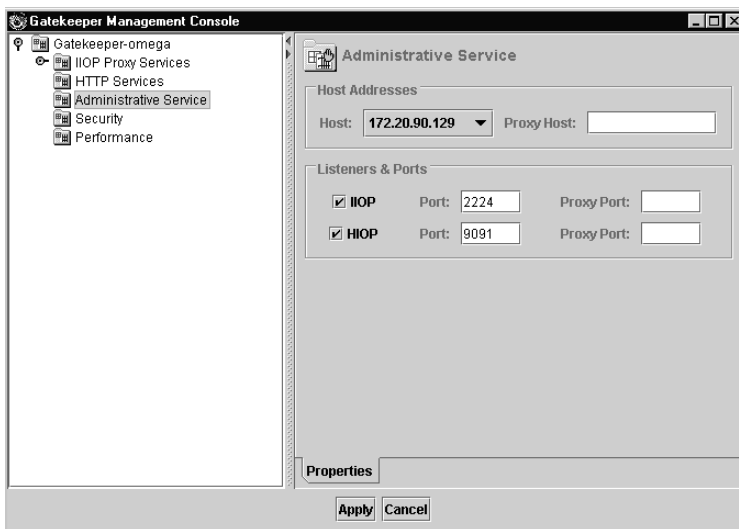 Gatekeeper Management Console
Gatekeeper-omega
IIOP Proxy Services
HTTP Services
Administrative Service
Security
Performance
Administrative Service
Host Addresses
Host: 172.20.90.129 Proxy Host:
Listeners & Ports
IIOP Port: 2224 Proxy Port:
HIOP Port: 9091 Proxy Port:
Properties
Apply Cancel